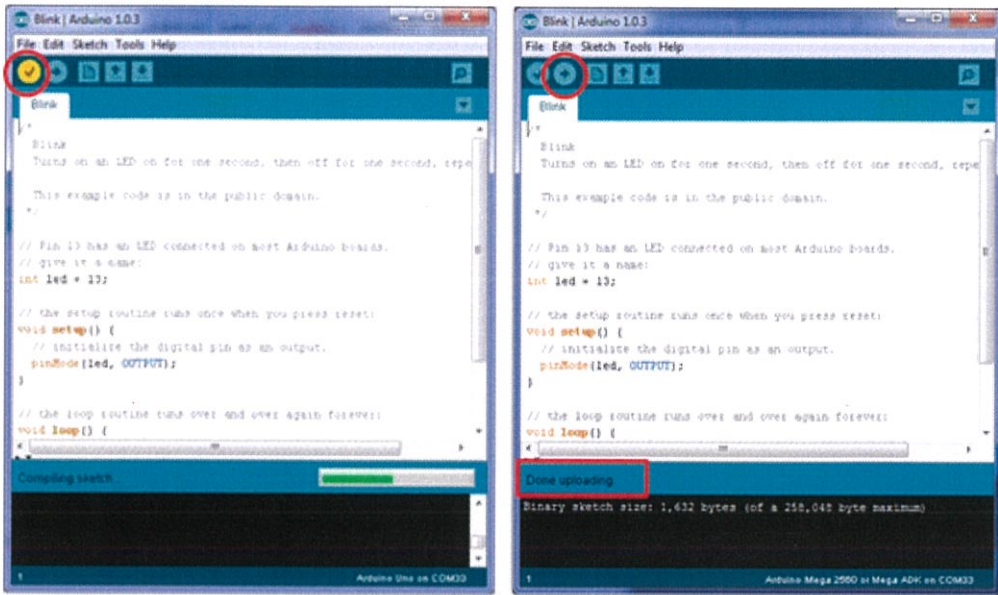 Blink | Arduino 1.0.3
File Edit Sketch Tools Help
Blink
/*
Blink
Turns on an LED on for one second, then off for one second, repe
This example code is in the public domain.
*/
// Pin 13 has an LED connected on most Arduino boards.
// give it a name:
int led = 13;
// the setup routine runs once when you press reset:
void setup() {
// initialize the digital pin as an output.
pinMode(led, OUTPUT);
}
// the loop routine runs over and over again forever:
void loop() {
Compiling sketch...
1
Arduino Uno on COM33
Blink | Arduino 1.0.3
File Edit Sketch Tools Help
Blink
/*
Blink
Turns on an LED on for one second, then off for one second, repe
This example code is in the public domain.
*/
// Pin 13 has an LED connected on most Arduino boards.
// give it a name:
int led = 13;
// the setup routine runs once when you press reset:
void setup() {
// initialize the digital pin as an output.
pinMode(led, OUTPUT);
}
// the loop routine runs over and over again forever:
void loop() {
Done uploading.
Binary sketch size: 1,632 bytes (of a 258,048 byte maximum)
1
Arduino Mega 2560 or Mega ADK on COM33